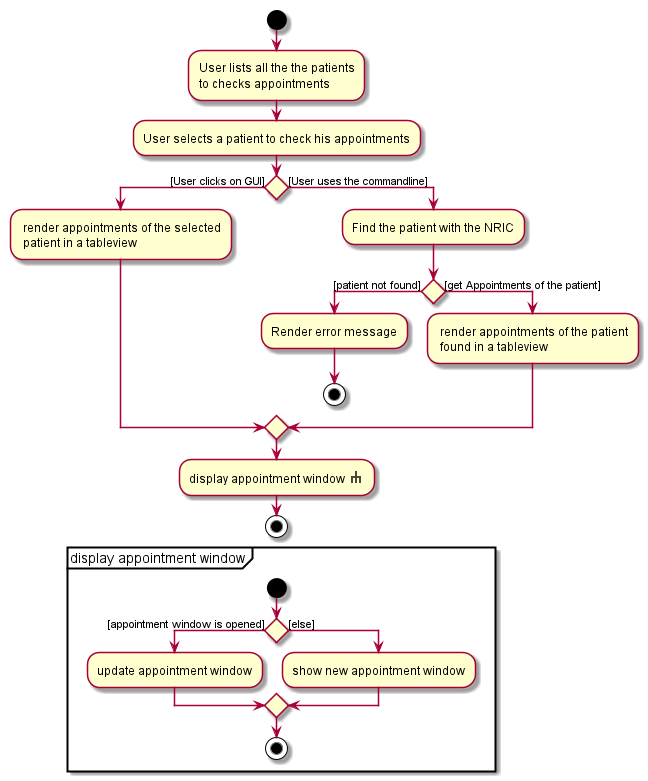 User lists all the the patients
to checks appointments
User selects a patient to check his appointments
[User clicks on GUI]
[User uses the commandline]
render appointments of the selected
patient in a tableview
Find the patient with the NRIC
[patient not found]
[get Appointments of the patient]
Render error message
render appointments of the patient
found in a tableview
display appointment window
display appointment window
[appointment window is opened]
[else]
update appointment window
show new appointment window